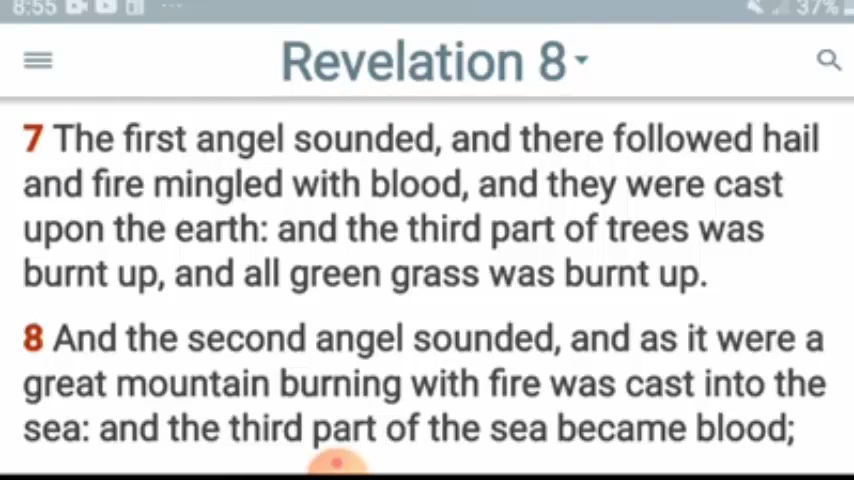 8:55 37%
Revelation 8
7 The first angel sounded, and there followed hail
and fire mingled with blood, and they were cast
upon the earth: and the third part of trees was
burnt up, and all green grass was burnt up.
8 And the second angel sounded, and as it were a
great mountain burning with fire was cast into the
sea: and the third part of the sea became blood;